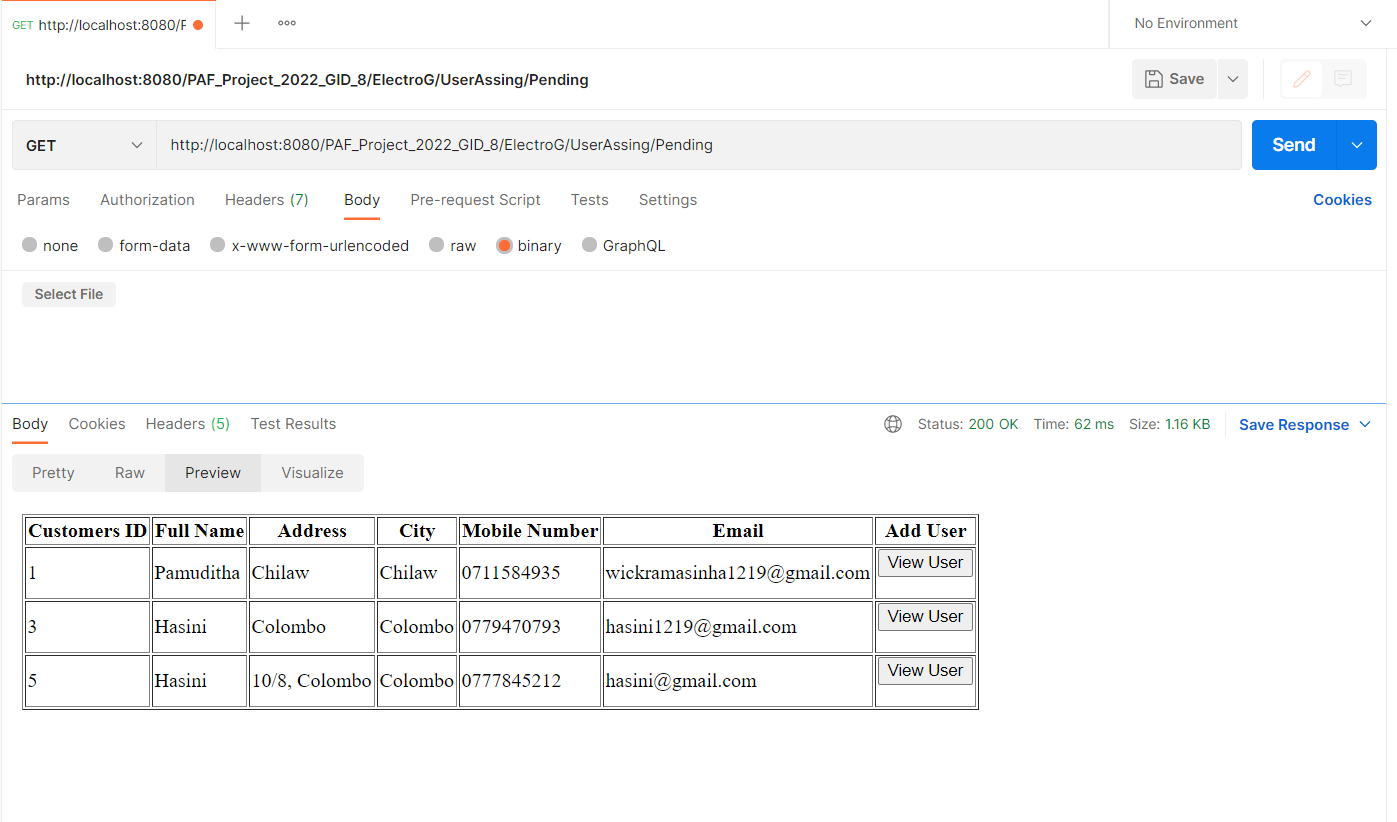 GET http://localhost:8080/F No Environment
http://localhost:8080/PAF_Project_2022_GID_8/ElectroG/UserAssing/Pending Save
GET http://localhost:8080/PAF_Project_2022_GID_8/ElectroG/UserAssing/Pending Send
Params Authorization Headers (7) Body Pre-request Script Tests Settings Cookies
none form-data x-www-form-urlencoded raw binary GraphQL
Select File
Body Cookies Headers (5) Test Results Status: 200 OK Time: 62 ms Size: 1.16 KB Save Response
Pretty Raw Preview Visualize
Customers ID Full Name Address City Mobile Number Email Add User
1 Pamuditha Chilaw Chilaw 0711584935 wickramasinha1219@gmail.com View User
3 Hasini Colombo Colombo 0779470793 hasini1219@gmail.com View User
5 Hasini 10/8, Colombo Colombo 0777845212 hasini@gmail.com View User